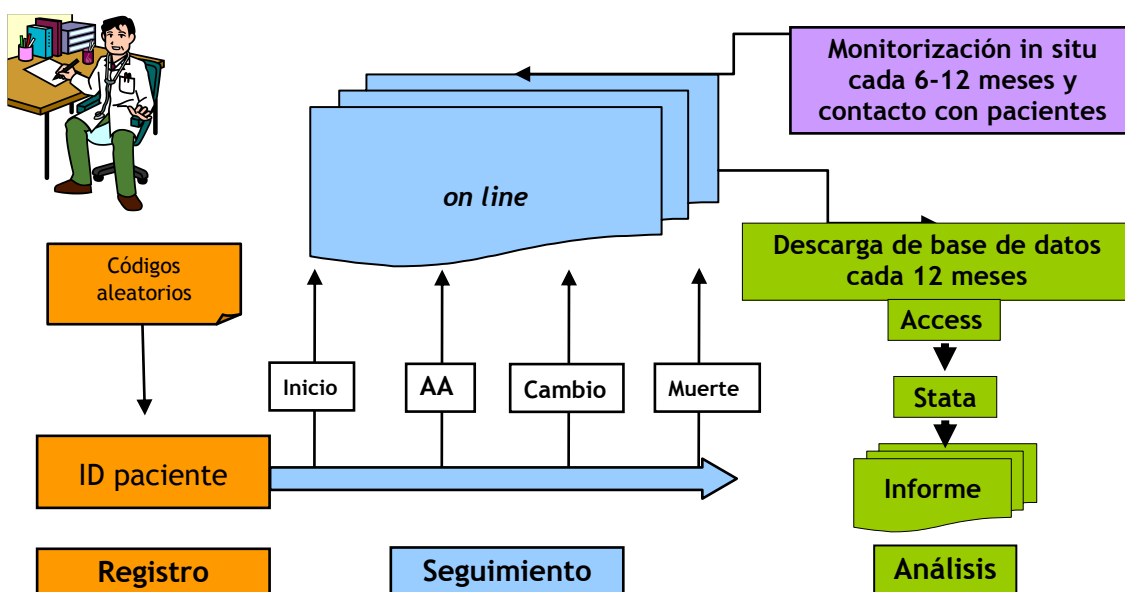 Monitorización in situ
cada 6-12 meses y
contacto con pacientes
on line
Descarga de base de datos
cada 12 meses
Códigos
aleatorios
Access
Inicio
AA
Cambio
Muerte
Stata
ID paciente
Informe
Registro
Seguimiento
Análisis